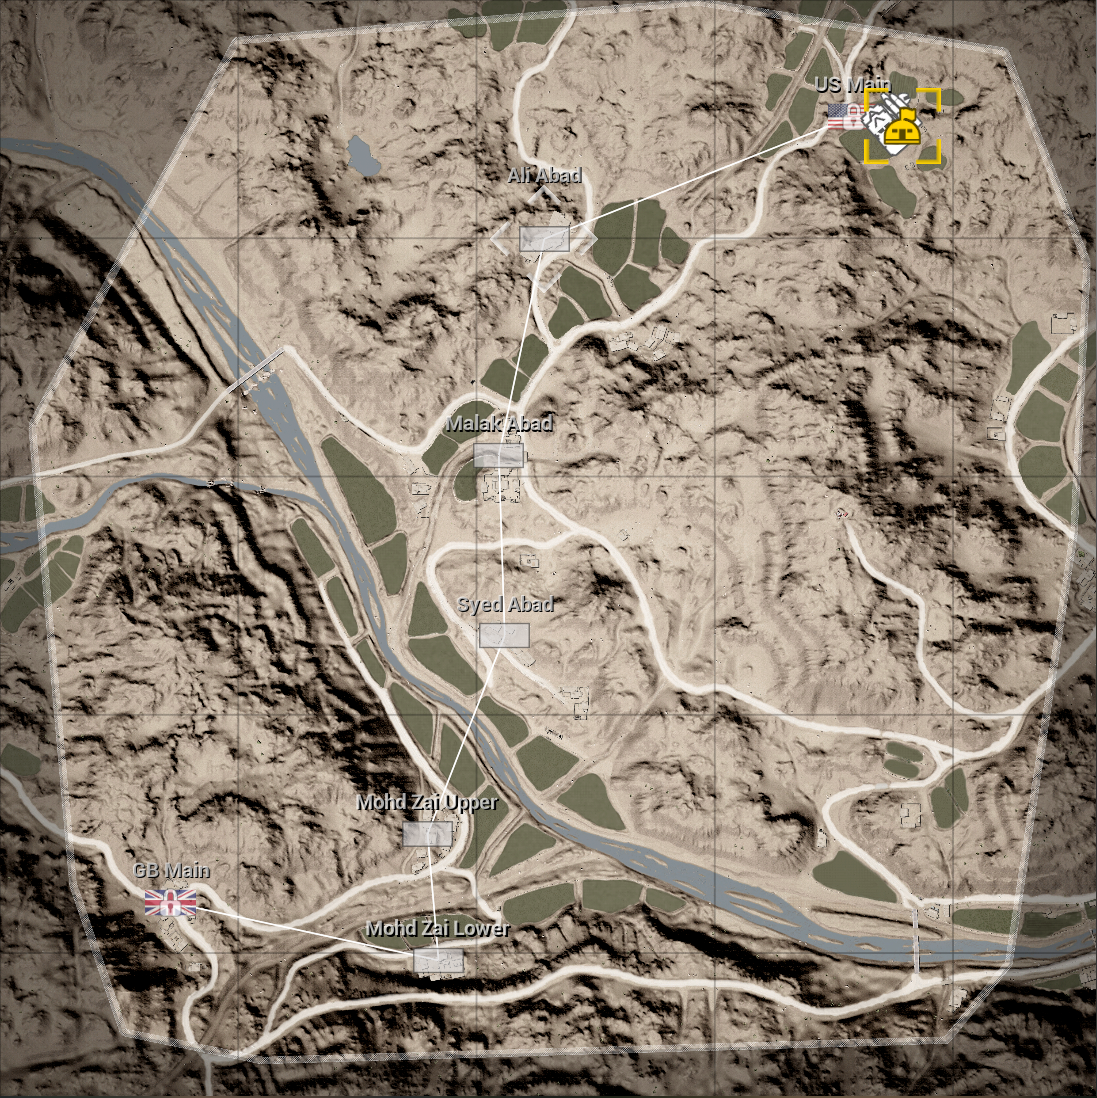 US Main
Ali Abad
Malak Abad
Syed Abad
Mohd Zai Upper
GB Main
Mohd Zai Lower